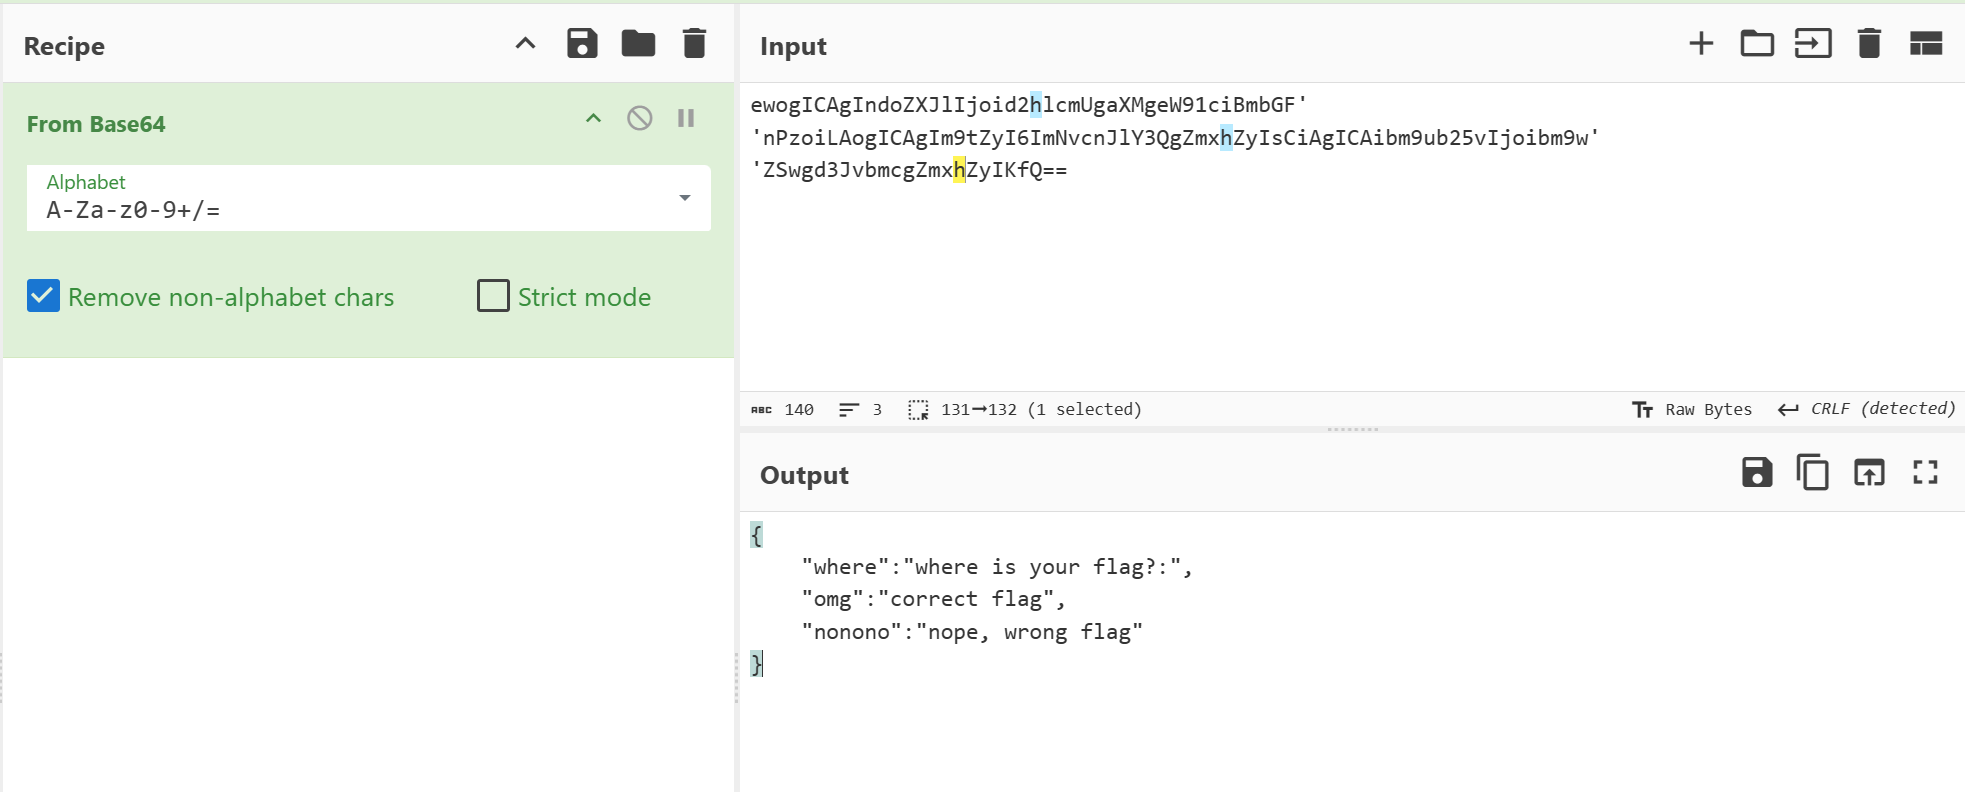 Recipe
From Base64
Alphabet
A-Za-z0-9+/=
Remove non-alphabet chars
Strict mode
Input
ewogICAgIndoZXJlIjoid2hlcmUgaXMgeW91ciBmbGF'
'nPzoiLAogICAgIm9tZyI6ImNvcnJlY3QgZmxhZyIsCiAgICAibm9ub25vIjoibm9w'
'ZSwgd3JvbmcgZmxhZyIKfQ==
ABC 140 3 131→132 (1 selected)
Raw Bytes CRLF (detected)
Output
{
"where":"where is your flag?:",
"omg":"correct flag",
"nonono":"nope, wrong flag"
}